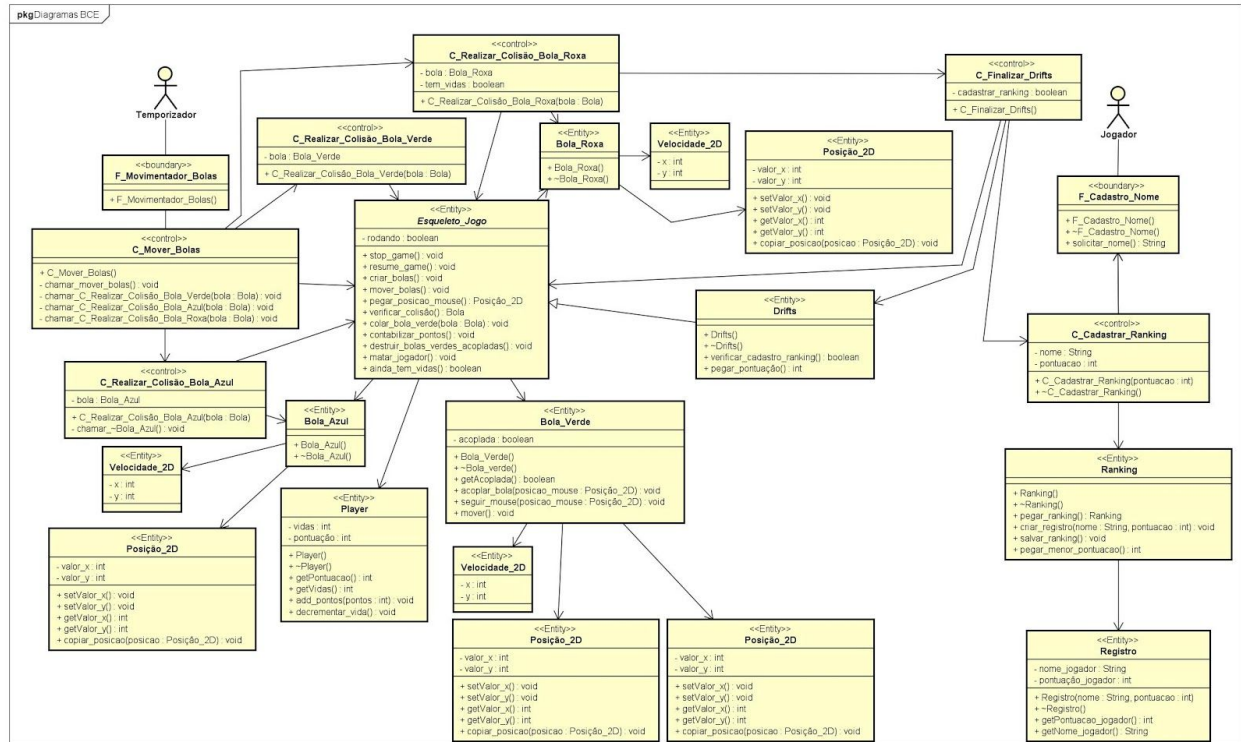 pkg Diagramas BCE
<<control>>
C_Realizar_Colisão_Bola_Roxa
- bola : Bola_Roxa
- tem_vidas : boolean
+ C_Realizar_Colisão_Bola_Roxa(bola : Bola)
<<control>>
C_Finalizar_Drifts
- cadastrar_ranking : boolean
+ C_Finalizar_Drifts()
Temporizador
Jogador
<<control>>
C_Realizar_Colisão_Bola_Verde
- bola : Bola_Verde
+ C_Realizar_Colisão_Bola_Verde(bola : Bola)
<<Entity>>
Bola_Roxa
+ Bola_Roxa()
+ ~Bola_Roxa()
<<Entity>>
Velocidade_2D
- x : int
- y : int
<<Entity>>
Posição_2D
- valor_x : int
- valor_y : int
+ setValor_x() : void
+ setValor_y() : void
+ getValor_x() : int
+ getValor_y() : int
+ copiar_posicao(posicao : Posição_2D) : void
<<boundary>>
F_Movimentador_Bolas
+ F_Movimentador_Bolas()
<<boundary>>
F_Cadastro_Nome
+ F_Cadastro_Nome()
+ ~F_Cadastro_Nome()
+ solicitar_nome() : String
<<control>>
C_Mover_Bolas
+ C_Mover_Bolas()
- chamar_mover_bolas() : void
- chamar_C_Realizar_Colisão_Bola_Verde(bola : Bola) : void
- chamar_C_Realizar_Colisão_Bola_Azul(bola : Bola) : void
- chamar_C_Realizar_Colisão_Bola_Roxa(bola : Bola) : void
<<Entity>>
Esqueleto_Jogo
- rodando : boolean
+ stop_game() : void
+ resume_game() : void
+ criar_bolas() : void
+ mover_bolas() : void
+ pegar_posicao_mouse() : Posição_2D
+ verificar_colisão() : Bola
+ colar_bola_verde(bola : Bola) : void
+ contabilizar_pontos() : void
+ destruir_bolas_verdes_acopladas() : void
+ matar_jogador() : void
+ ainda_tem_vidas() : boolean
<<Entity>>
Drifts
+ Drifts()
+ ~Drifts()
+ verificar_cadastro_ranking() : boolean
+ pegar_pontuação() : int
<<control>>
C_Cadastrar_Ranking
- nome : String
- pontuacao : int
+ C_Cadastrar_Ranking(pontuacao : int)
+ ~C_Cadastrar_Ranking()
<<control>>
C_Realizar_Colisão_Bola_Azul
- bola : Bola_Azul
+ C_Realizar_Colisão_Bola_Azul(bola : Bola)
- chamar_~Bola_Azul() : void
<<Entity>>
Bola_Azul
+ Bola_Azul()
+ ~Bola_Azul()
<<Entity>>
Bola_Verde
- acoplada : boolean
+ Bola_Verde()
+ ~Bola_verde()
+ getAcoplada() : boolean
+ acoplar_bola(posicao_mouse : Posição_2D) : void
+ seguir_mouse(posicao_mouse : Posição_2D) : void
+ mover() : void
<<Entity>>
Velocidade_2D
- x : int
- y : int
<<Entity>>
Ranking
+ Ranking()
+ ~Ranking()
+ pegar_ranking() : Ranking
+ criar_registro(nome : String, pontuacao : int) : void
+ salvar_ranking() : void
+ pegar_menor_pontuacao() : int
<<Entity>>
Player
- vidas : int
- pontuação : int
+ Player()
+ ~Player()
+ getPontuacao() : int
+ getVidas() : int
+ add_pontos(pontos : int) : void
+ decrementar_vida() : void
<<Entity>>
Posição_2D
- valor_x : int
- valor_y : int
+ setValor_x() : void
+ setValor_y() : void
+ getValor_x() : int
+ getValor_y() : int
+ copiar_posicao(posicao : Posição_2D) : void
<<Entity>>
Velocidade_2D
- x : int
- y : int
<<Entity>>
Posição_2D
- valor_x : int
- valor_y : int
+ setValor_x() : void
+ setValor_y() : void
+ getValor_x() : int
+ getValor_y() : int
+ copiar_posicao(posicao : Posição_2D) : void
<<Entity>>
Posição_2D
- valor_x : int
- valor_y : int
+ setValor_x() : void
+ setValor_y() : void
+ getValor_x() : int
+ getValor_y() : int
+ copiar_posicao(posicao : Posição_2D) : void
<<Entity>>
Registro
- nome_jogador : String
- pontuação_jogador : int
+ Registro(nome : String, pontuacao : int)
+ ~Registro()
+ getPontuacao_jogador() : int
+ getNome_jogador() : String